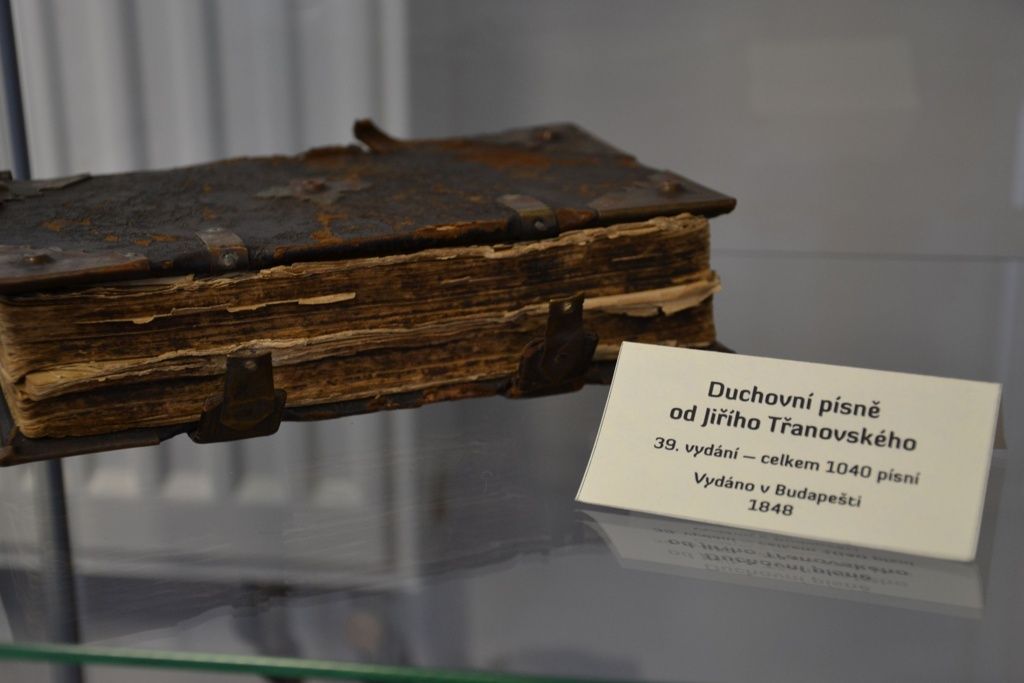 Duchovní písně
od Jiřího Třanovského
39. vydání – celkem 1040 písní
Vydáno v Budapešti
1848